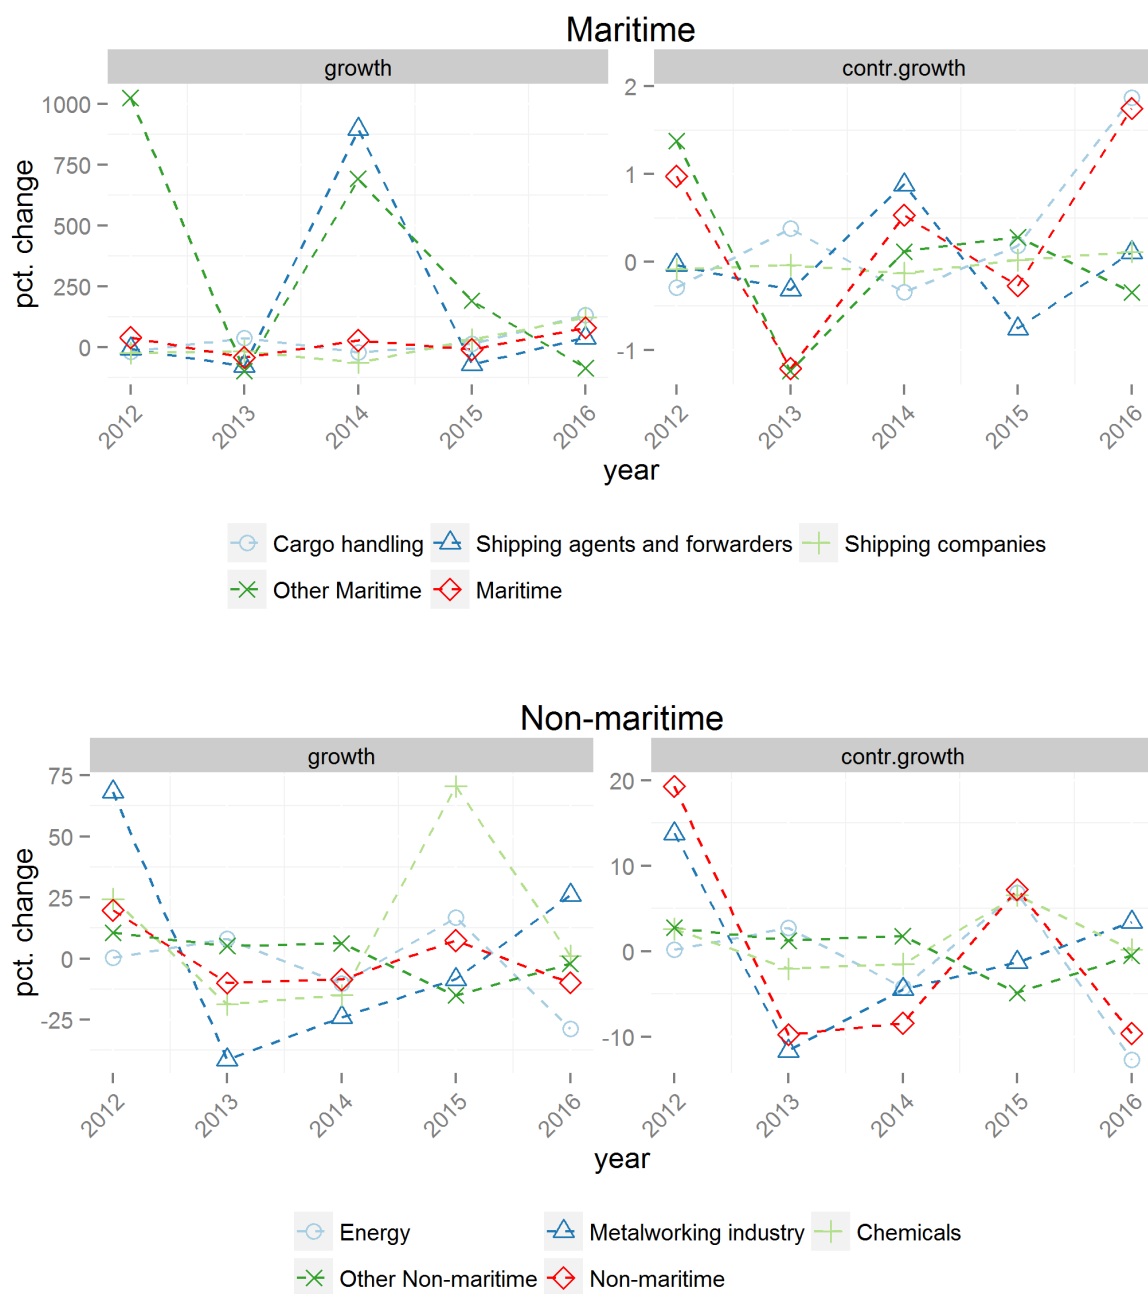 Maritime
growth
contr.growth
pct. change
1000
750
500
250
0
2
1
0
-1
2012
2013
2014
2015
2016
2012
2013
2014
2015
2016
year
Cargo handling
Shipping agents and forwarders
Shipping companies
Other Maritime
Maritime
Non-maritime
growth
contr.growth
pct. change
75
50
25
0
-25
20
10
0
-10
2012
2013
2014
2015
2016
2012
2013
2014
2015
2016
year
Energy
Metalworking industry
Chemicals
Other Non-maritime
Non-maritime